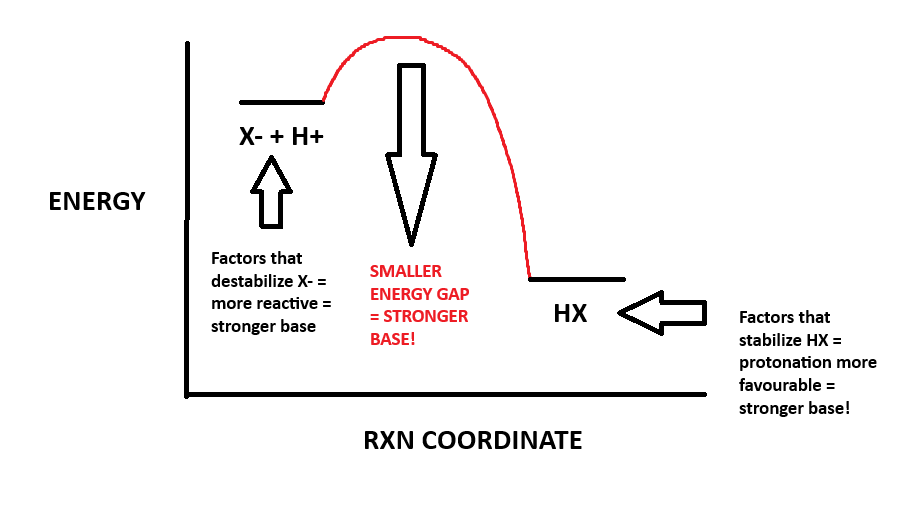 X- + H+
ENERGY
Factors that
destabilize X- =
more reactive =
stronger base
SMALLER
ENERGY GAP
= STRONGER
BASE!
HX
Factors that
stabilize HX =
protonation more
favourable =
stronger base!
RXN COORDINATE